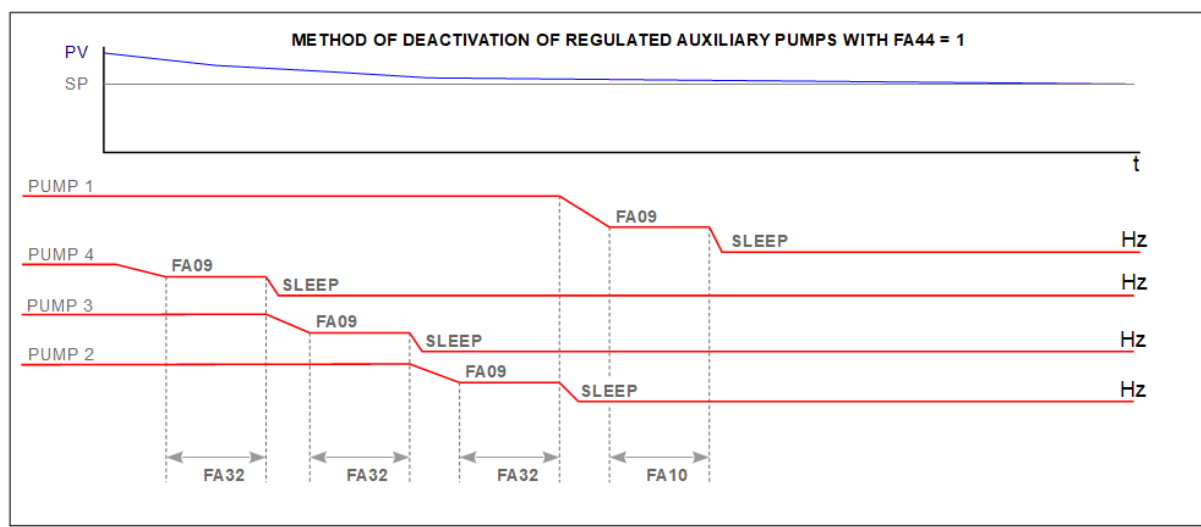 METHOD OF DEACTIVATION OF REGULATED AUXILIARY PUMPS WITH FA44 = 1
PV
SP
t
PUMP 1
FA09
SLEEP
Hz
PUMP 4
FA09
SLEEP
Hz
PUMP 3
FA09
SLEEP
Hz
PUMP 2
FA09
SLEEP
Hz
FA32 FA32 FA32 FA10